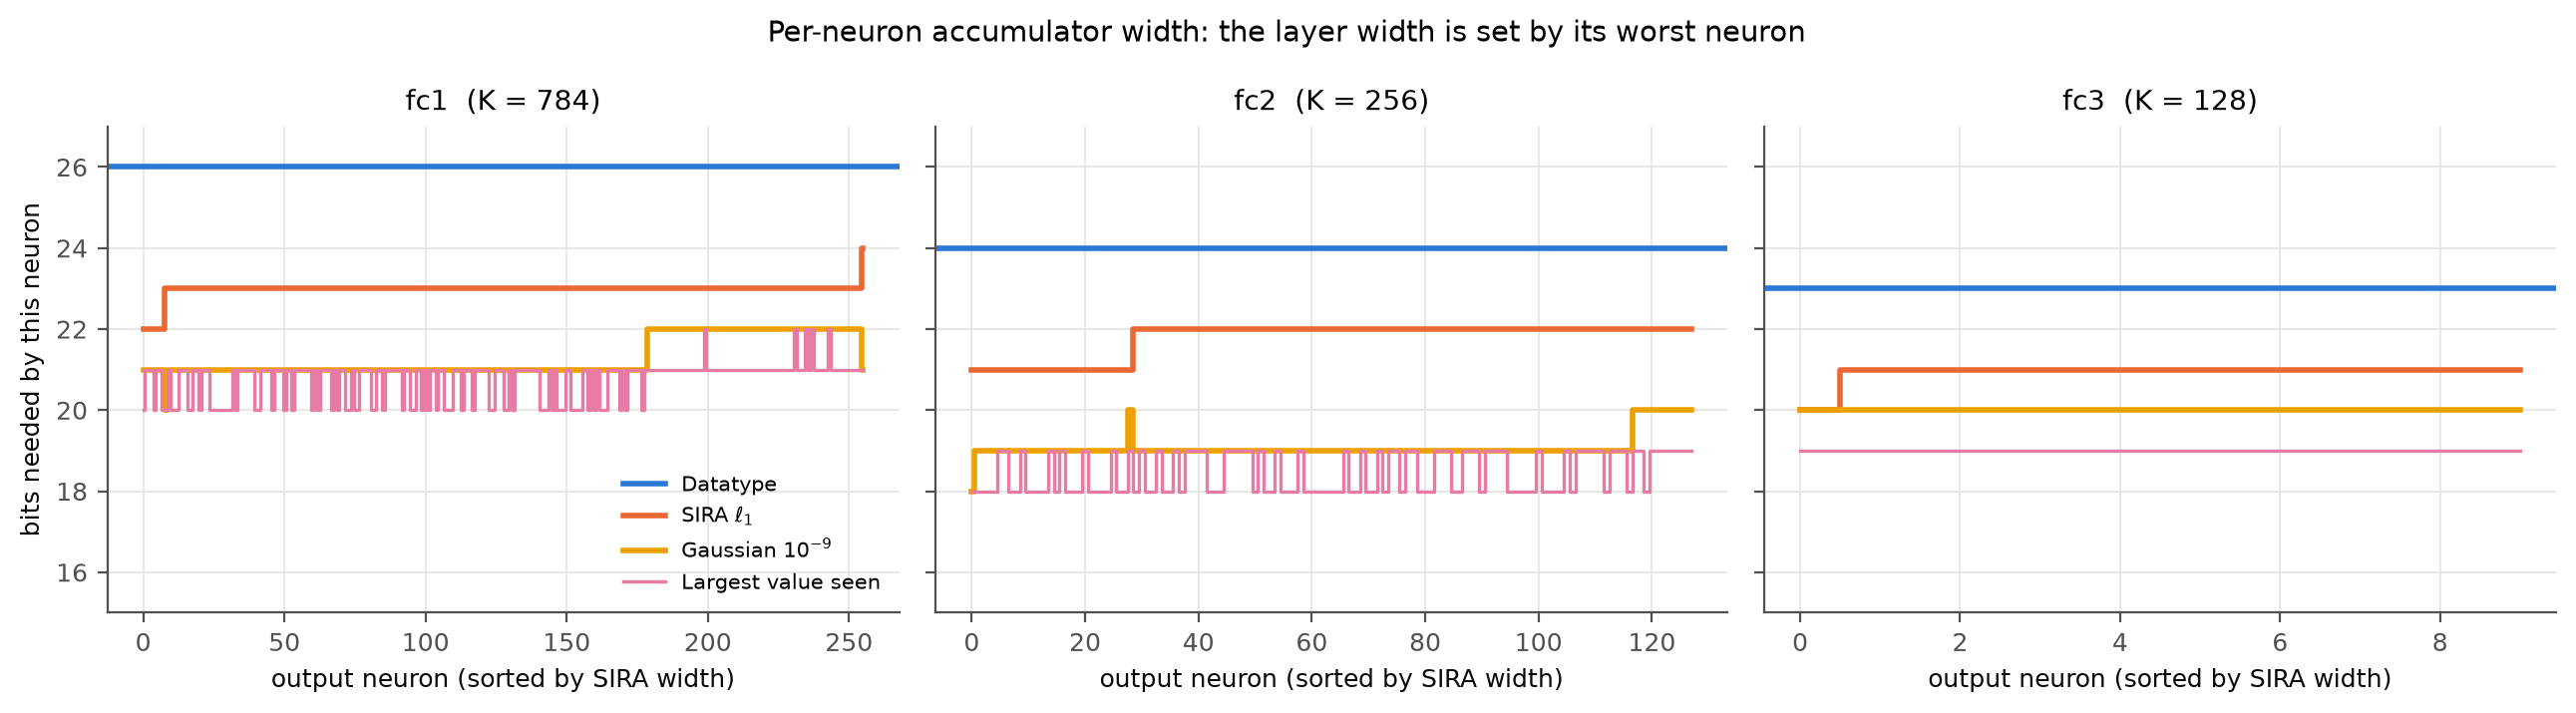 Per-neuron accumulator width: the layer width is set by its worst neuron
fc1 (K = 784)
fc2 (K = 256)
fc3 (K = 128)
bits needed by this neuron
26
24
22
20
18
16
Datatype
SIRA ℓ₁
Gaussian 10⁻⁹
Largest value seen
0 50 100 150 200 250
0 20 40 60 80 100 120
0 2 4 6 8
output neuron (sorted by SIRA width)
output neuron (sorted by SIRA width)
output neuron (sorted by SIRA width)